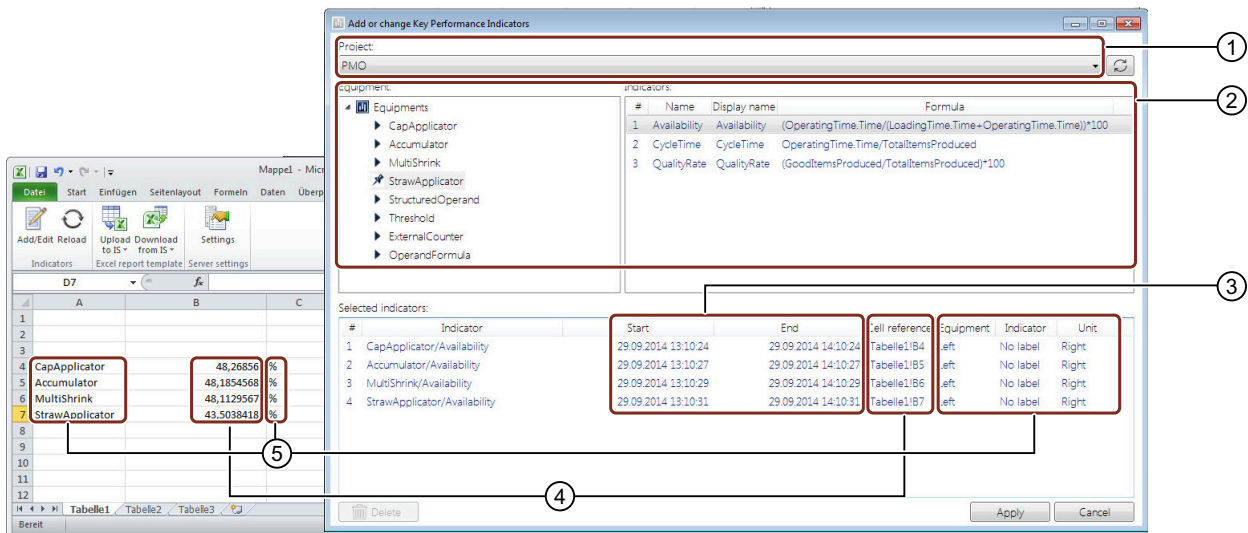 Add or change Key Performance Indicators
Project:
PMO
1
Equipment:
Indicators:
2
Equipments
CapApplicator
Accumulator
MultiShrink
StrawApplicator
StructuredOperand
Threshold
ExternalCounter
OperandFormula
# Name Display name Formula
1 Availability Availability (OperatingTime.Time/(LoadingTime.Time+OperatingTime.Time))*100
2 CycleTime CycleTime OperatingTime.Time/TotalItemsProduced
3 QualityRate QualityRate (GoodItemsProduced/TotalItemsProduced)*100
3
Selected indicators:
# Indicator Start End Cell reference Equipment Indicator Unit
1 CapApplicator/Availability 29.09.2014 13:10:24 29.09.2014 14:10:24 Tabelle1!B4 Left No label Right
2 Accumulator/Availability 29.09.2014 13:10:27 29.09.2014 14:10:27 Tabelle1!B5 Left No label Right
3 MultiShrink/Availability 29.09.2014 13:10:29 29.09.2014 14:10:29 Tabelle1!B6 Left No label Right
4 StrawApplicator/Availability 29.09.2014 13:10:31 29.09.2014 14:10:31 Tabelle1!B7 Left No label Right
Delete
Apply Cancel
Mappe1 - Micr
Datei Start Einfügen Seitenlayout Formeln Daten Überp
Add/Edit Reload Upload to IS Download from IS Settings
Indicators Excel report template Server settings
D7 fx
A B C
1
2
3
4 CapApplicator 48,26856 %
5 Accumulator 48,1854568 %
6 MultiShrink 48,1129567 %
7 StrawApplicator 43,5038418 %
8
9
10
11
12
Tabelle1 Tabelle2 Tabelle3
Bereit
5
4